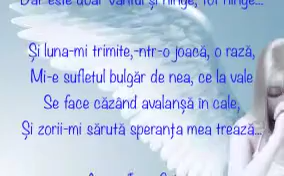 Dar este doar vântul și ninge, tot ninge...
Și luna-mi trimite,-ntr-o joacă, o rază,
Mi-e sufletul bulgăr de nea, ce la vale
Se face căzând avalanșă în cale,
Și zorii-mi sărută speranța mea trează...